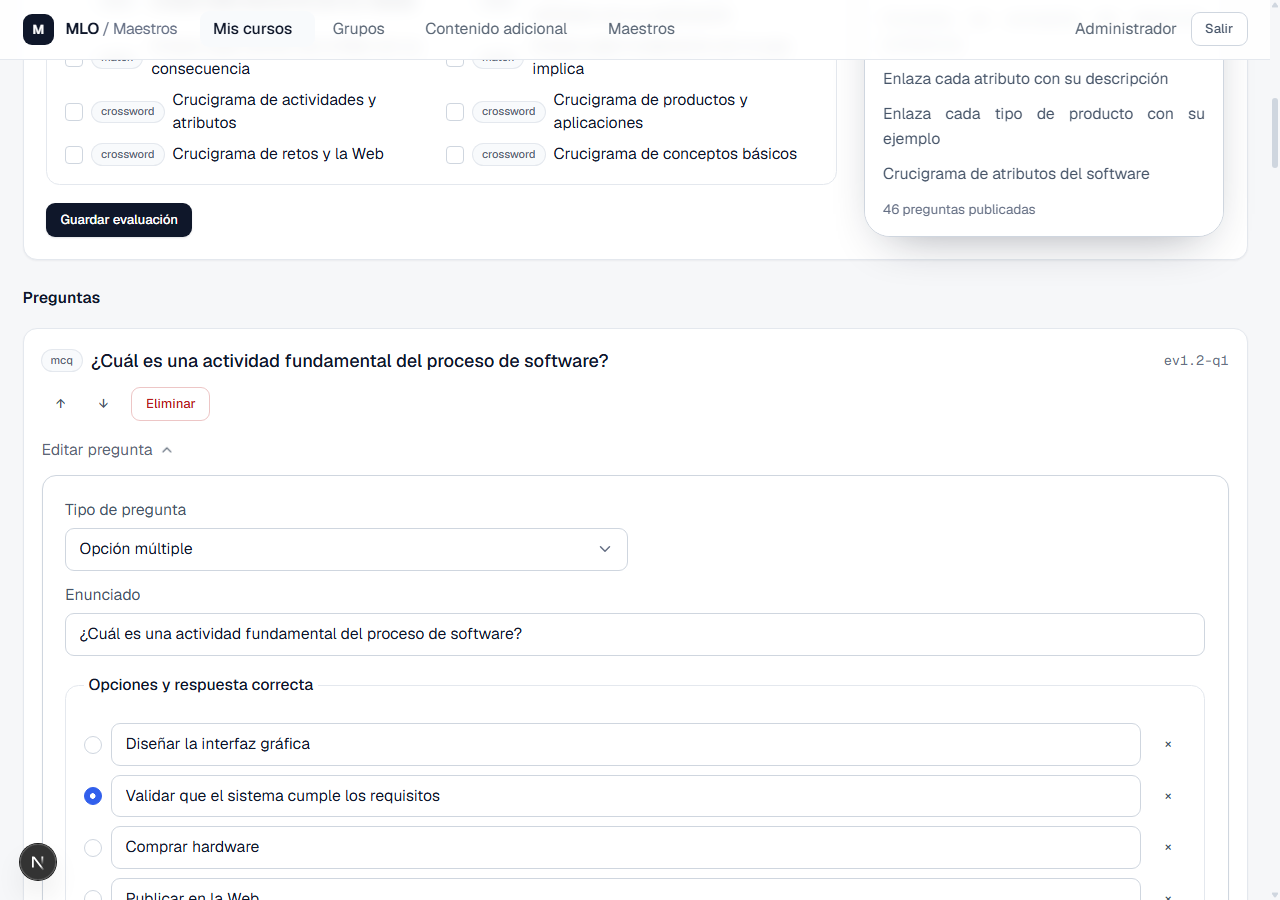 M MLO / Maestros Mis cursos Grupos Contenido adicional Maestros Administrador Salir
consecuencia
implica
crossword Crucigrama de actividades y atributos
crossword Crucigrama de productos y aplicaciones
crossword Crucigrama de retos y la Web
crossword Crucigrama de conceptos básicos
Guardar evaluación
Enlaza cada atributo con su descripción
Enlaza cada tipo de producto con su
ejemplo
Crucigrama de atributos del software
46 preguntas publicadas
Preguntas
mcq ¿Cuál es una actividad fundamental del proceso de software? ev1.2-q1
↑ ↓ Eliminar
Editar pregunta
Tipo de pregunta
Opción múltiple
Enunciado
¿Cuál es una actividad fundamental del proceso de software?
Opciones y respuesta correcta
Diseñar la interfaz gráfica ×
Validar que el sistema cumple los requisitos ×
Comprar hardware ×
Publicar en la Web ×
N